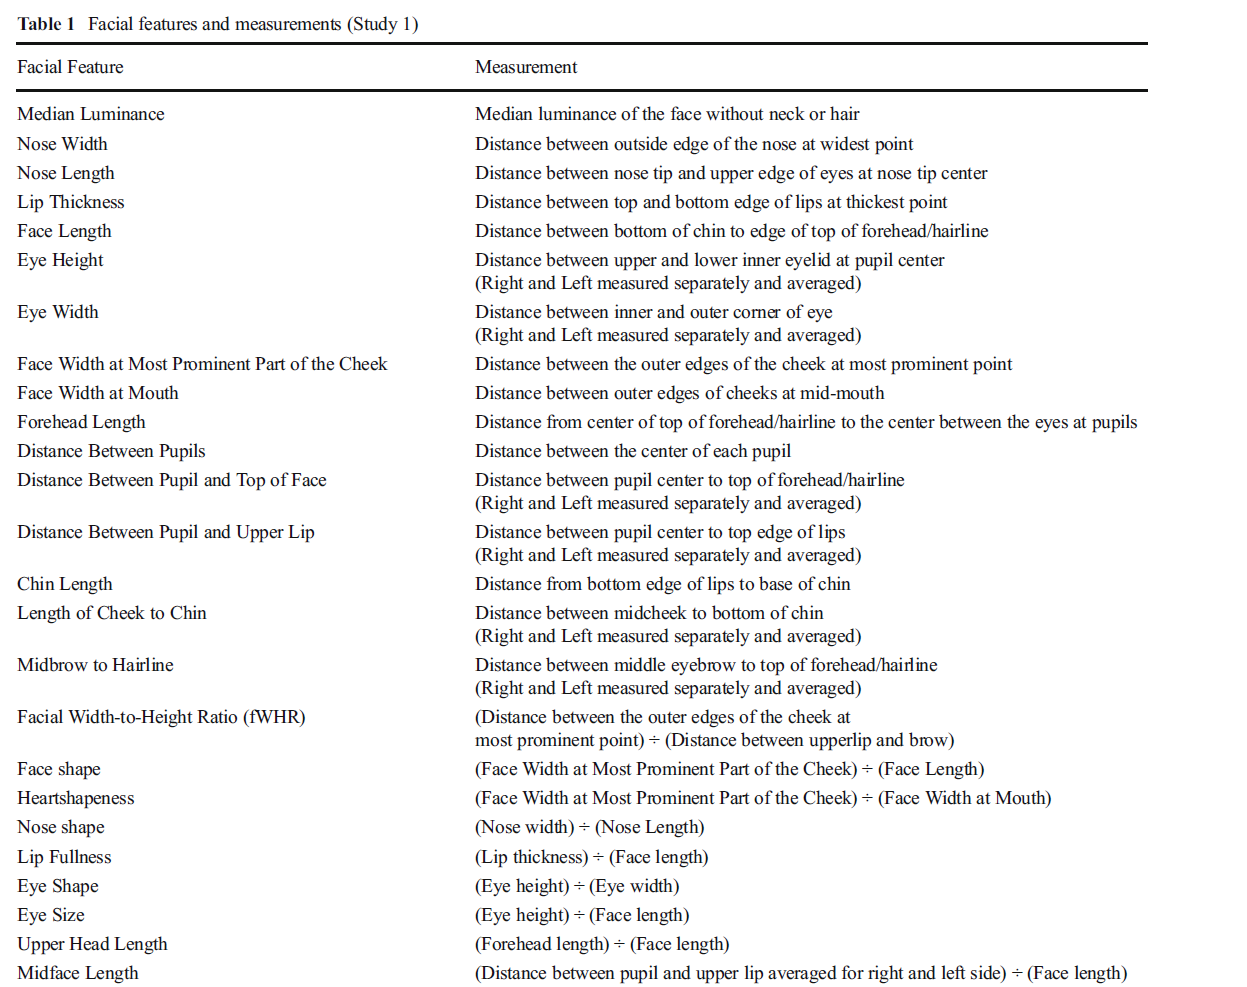 Table 1 Facial features and measurements (Study 1)
Facial Feature Measurement
Median Luminance Median luminance of the face without neck or hair
Nose Width Distance between outside edge of the nose at widest point
Nose Length Distance between nose tip and upper edge of eyes at nose tip center
Lip Thickness Distance between top and bottom edge of lips at thickest point
Face Length Distance between bottom of chin to edge of top of forehead/hairline
Eye Height Distance between upper and lower inner eyelid at pupil center
(Right and Left measured separately and averaged)
Eye Width Distance between inner and outer corner of eye
(Right and Left measured separately and averaged)
Face Width at Most Prominent Part of the Cheek Distance between the outer edges of the cheek at most prominent point
Face Width at Mouth Distance between outer edges of cheeks at mid-mouth
Forehead Length Distance from center of top of forehead/hairline to the center between the eyes at pupils
Distance Between Pupils Distance between the center of each pupil
Distance Between Pupil and Top of Face Distance between pupil center to top of forehead/hairline
(Right and Left measured separately and averaged)
Distance Between Pupil and Upper Lip Distance between pupil center to top edge of lips
(Right and Left measured separately and averaged)
Chin Length Distance from bottom edge of lips to base of chin
Length of Cheek to Chin Distance between midcheek to bottom of chin
(Right and Left measured separately and averaged)
Midbrow to Hairline Distance between middle eyebrow to top of forehead/hairline
(Right and Left measured separately and averaged)
Facial Width-to-Height Ratio (fWHR) (Distance between the outer edges of the cheek at
most prominent point) ÷ (Distance between upperlip and brow)
Face shape (Face Width at Most Prominent Part of the Cheek) ÷ (Face Length)
Heartshapeness (Face Width at Most Prominent Part of the Cheek) ÷ (Face Width at Mouth)
Nose shape (Nose width) ÷ (Nose Length)
Lip Fullness (Lip thickness) ÷ (Face length)
Eye Shape (Eye height) ÷ (Eye width)
Eye Size (Eye height) ÷ (Face length)
Upper Head Length (Forehead length) ÷ (Face length)
Midface Length (Distance between pupil and upper lip averaged for right and left side) ÷ (Face length)